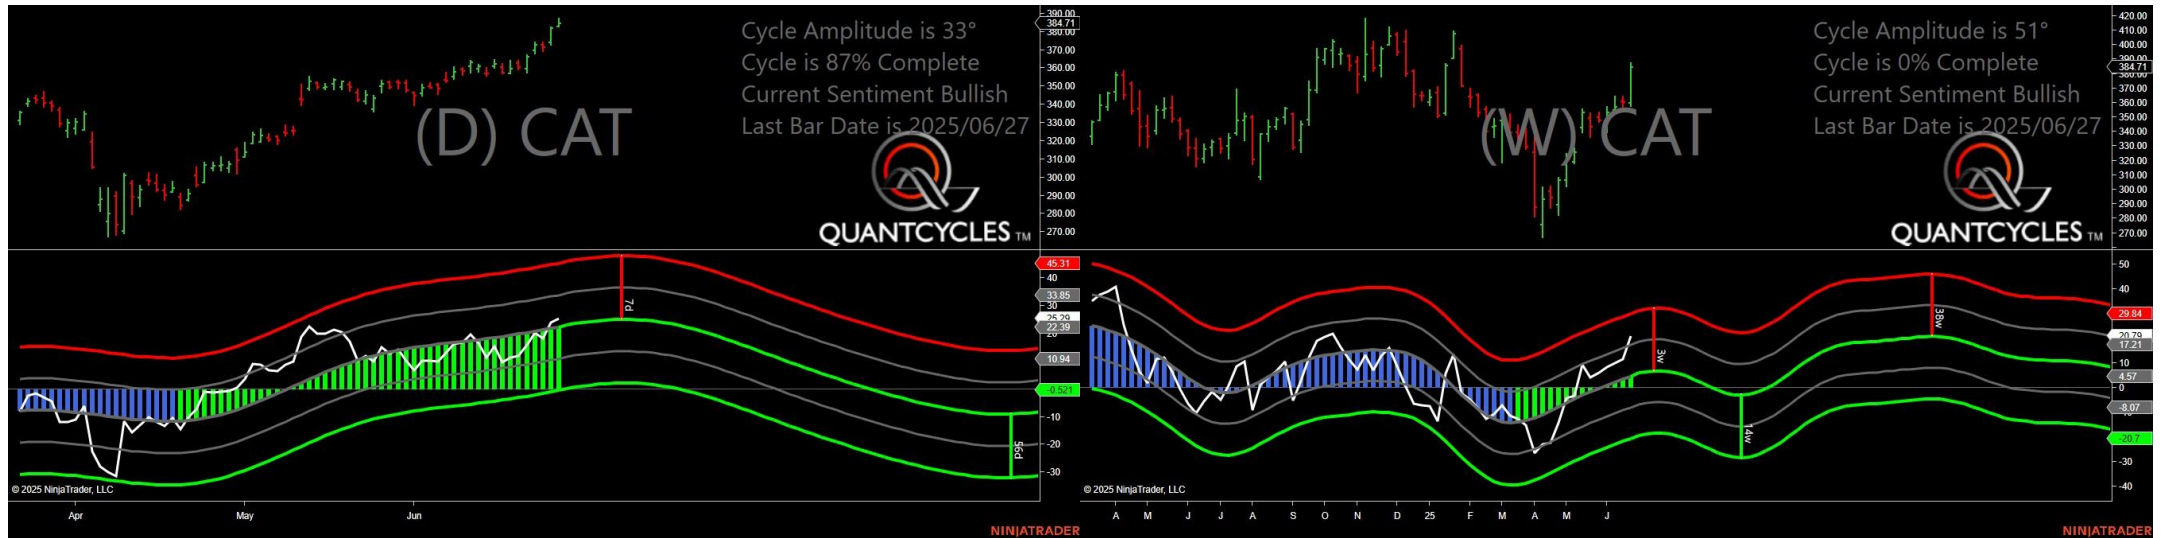 Cycle Amplitude is 33°
Cycle is 87% Complete
Current Sentiment Bullish
Last Bar Date is 2025/06/27
(D) CAT
QUANTCYCLES TM
390.00
384.71
380.00
370.00
360.00
350.00
340.00
330.00
320.00
310.00
300.00
290.00
280.00
270.00
45.31
40
33.85
30
25.29
22.39
20
10.94
-0.521
-10
-20
-30
7d
56d
© 2025 NinjaTrader, LLC
Apr May Jun
NINJATRADER
Cycle Amplitude is 51°
Cycle is 0% Complete
Current Sentiment Bullish
Last Bar Date is 2025/06/27
(W) CAT
QUANTCYCLES TM
420.00
410.00
400.00
384.71
380.00
370.00
360.00
350.00
340.00
330.00
320.00
310.00
300.00
290.00
280.00
270.00
50
40
29.84
20.79
17.21
10
4.57
0
-8.07
-20.7
-30
-40
3w
14w
38w
© 2025 NinjaTrader, LLC
A M J J A S O N D 25 F M A M J
NINJATRADER